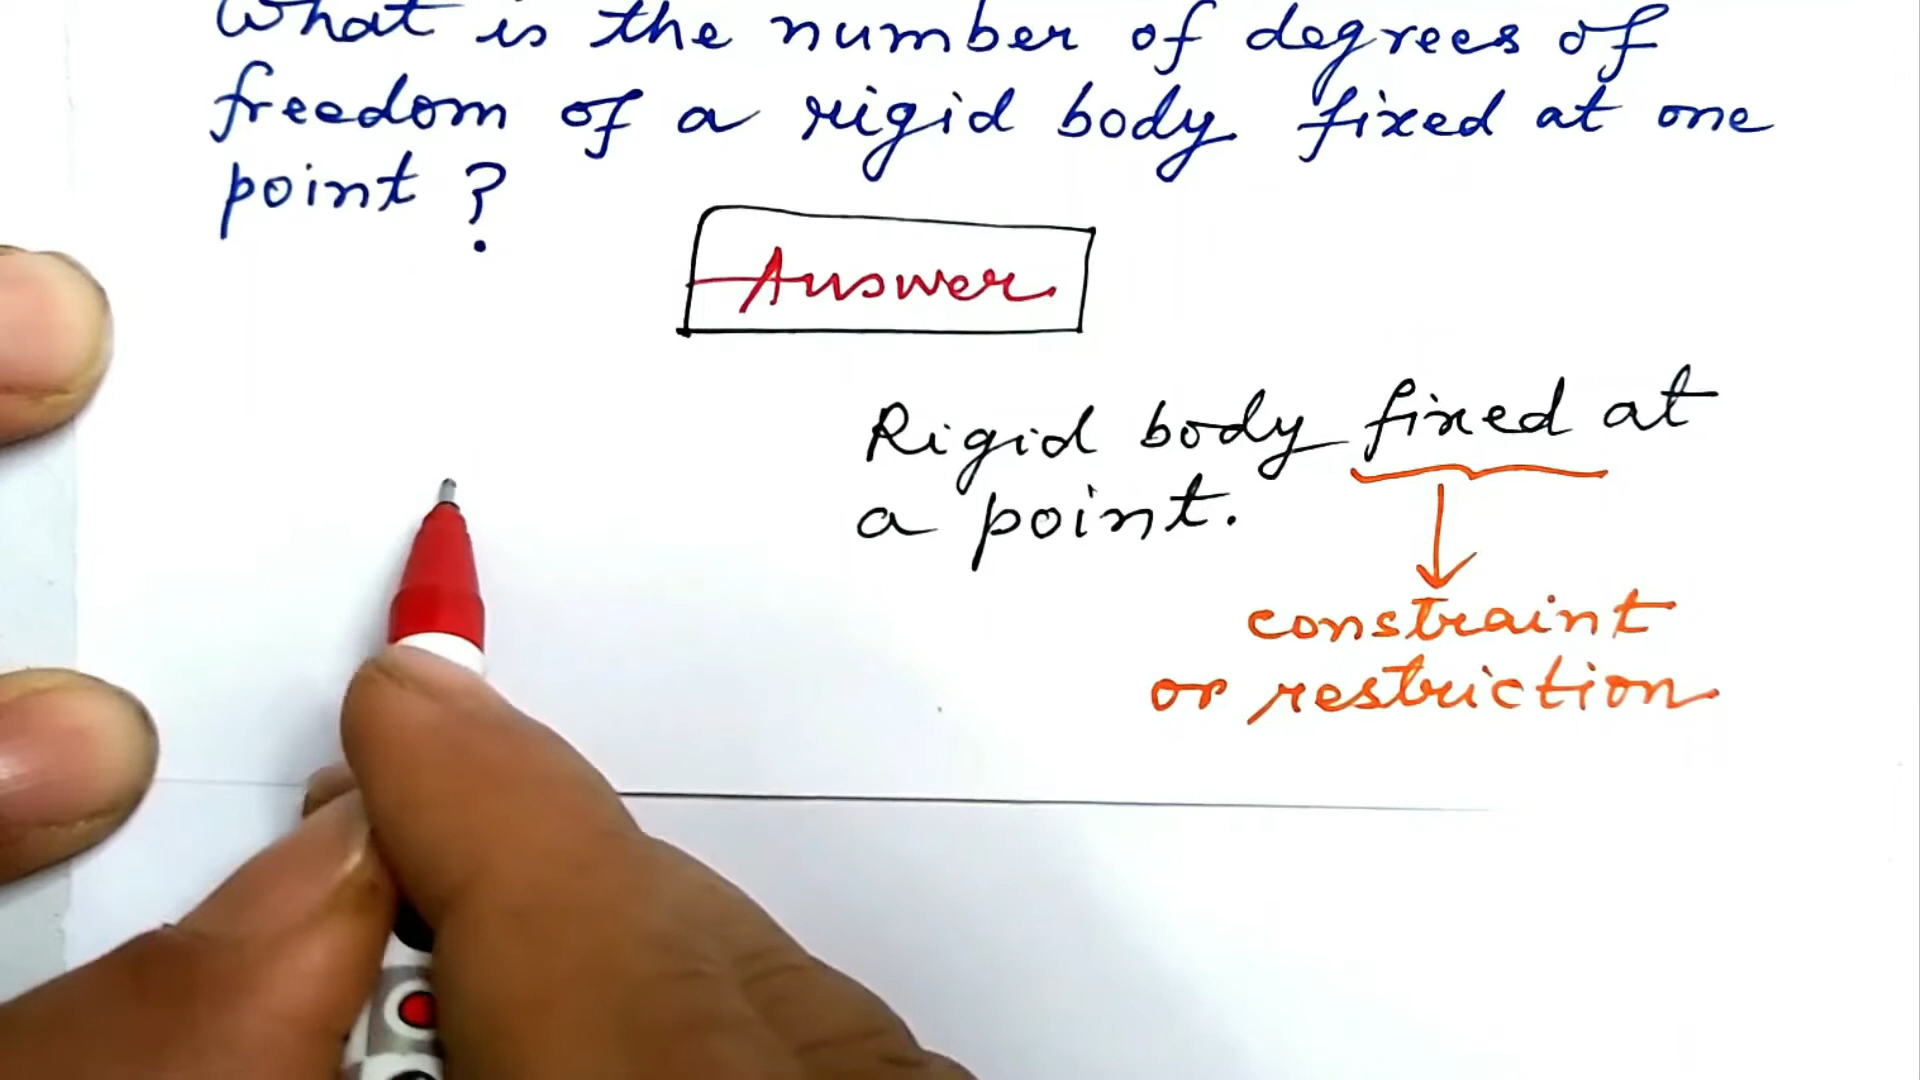 What is the number of degrees of
freedom of a rigid body fixed at one
point ?
Answer
Rigid body fixed at
a point.
constraint
or restriction